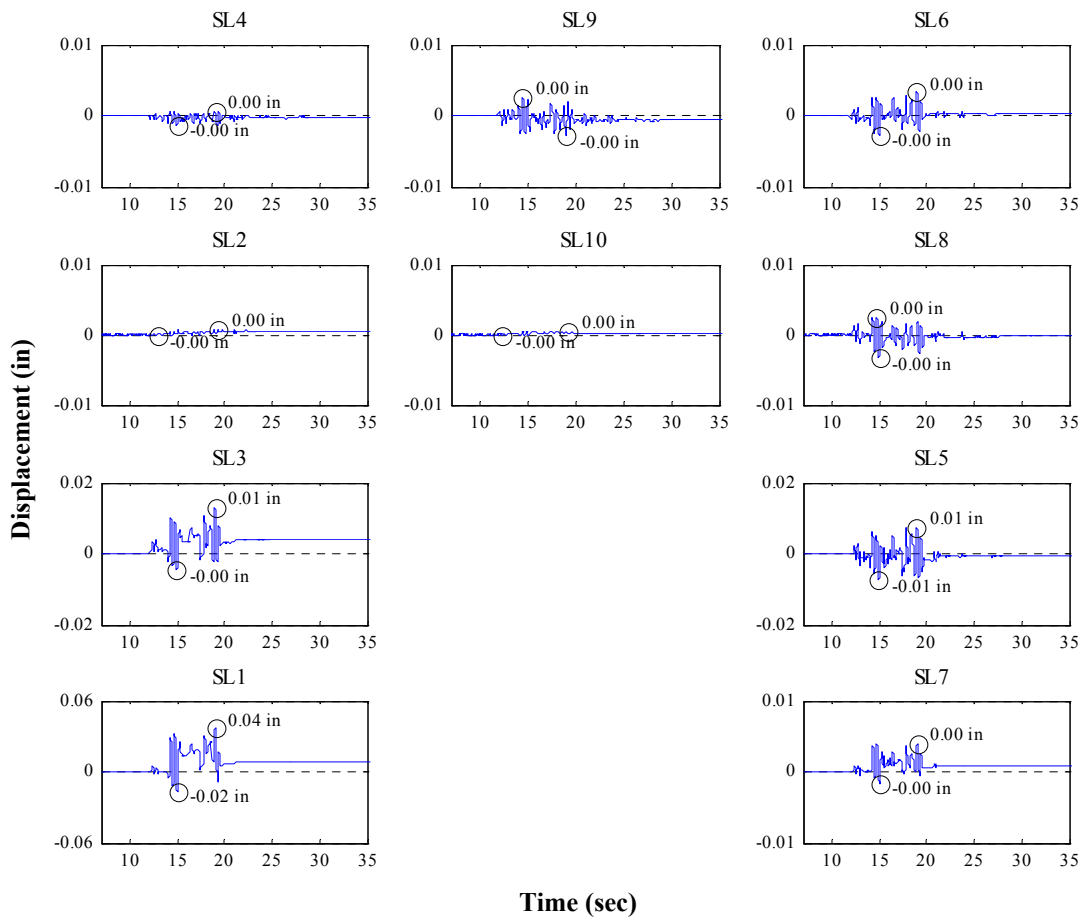 SL4
0.01
0
-0.01
0.00 in
-0.00 in
10 15 20 25 30 35
SL9
0.01
0
-0.01
0.00 in
-0.00 in
10 15 20 25 30 35
SL6
0.01
0
-0.01
0.00 in
-0.00 in
10 15 20 25 30 35
SL2
0.01
0
-0.01
0.00 in
-0.00 in
10 15 20 25 30 35
SL10
0.01
0
-0.01
0.00 in
-0.00 in
10 15 20 25 30 35
SL8
0.01
0
-0.01
0.00 in
-0.00 in
10 15 20 25 30 35
Displacement (in)
SL3
0.02
0
-0.02
0.01 in
-0.00 in
10 15 20 25 30 35
SL5
0.02
0
-0.02
0.01 in
-0.01 in
10 15 20 25 30 35
SL1
0.06
0
-0.06
0.04 in
-0.02 in
10 15 20 25 30 35
SL7
0.01
0
-0.01
0.00 in
-0.00 in
10 15 20 25 30 35
Time (sec)